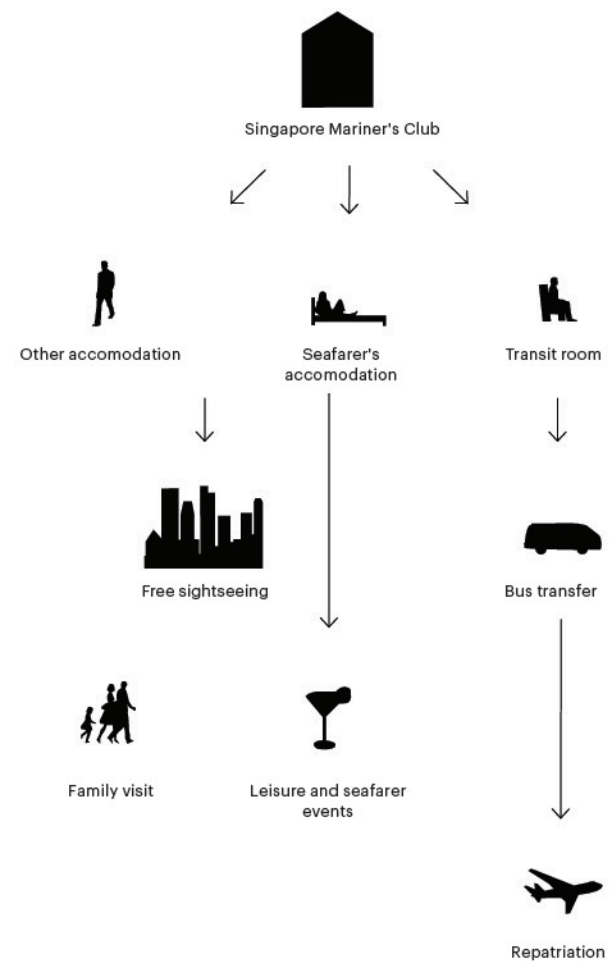 Singapore Mariner's Club
Other accomodation
Seafarer's
accomodation
Transit room
Free sightseeing
Bus transfer
Family visit
Leisure and seafarer
events
Repatriation